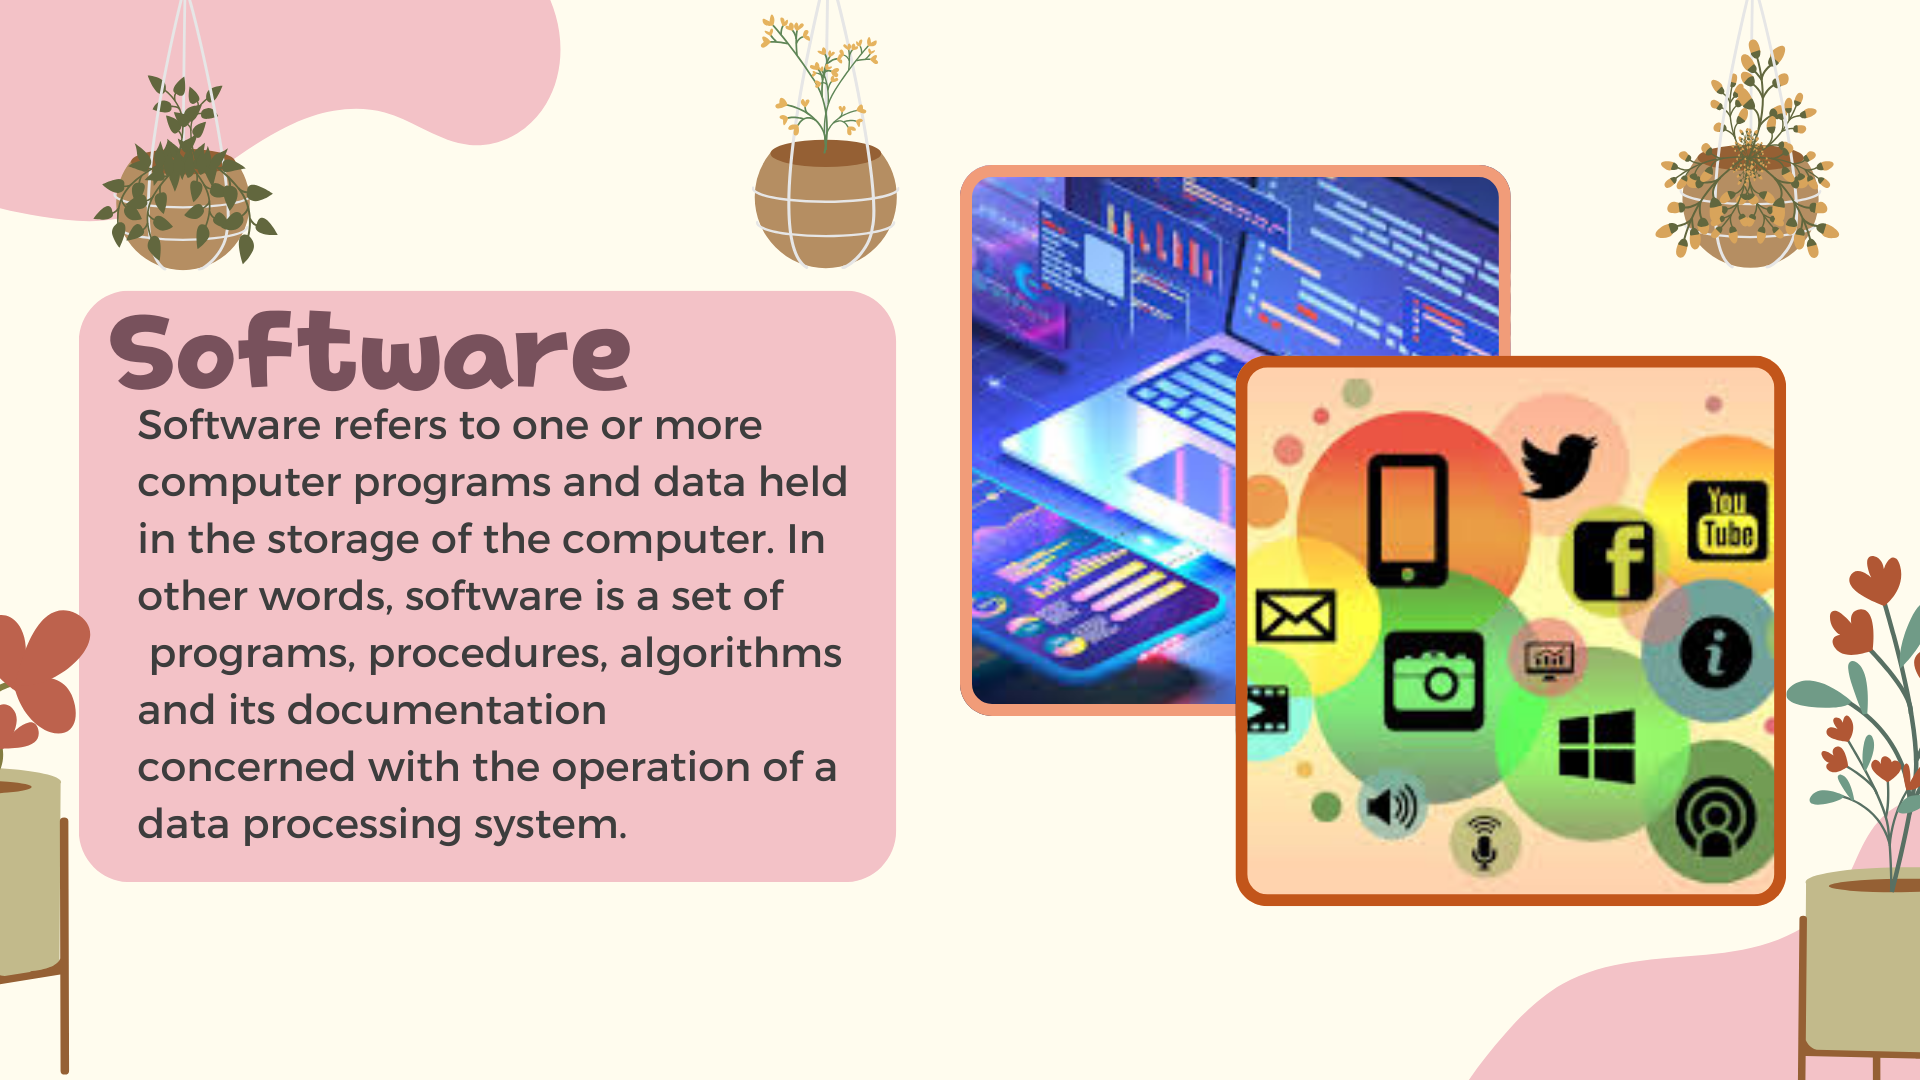 Software
Software refers to one or more
computer programs and data held
in the storage of the computer. In
other words, software is a set of
programs, procedures, algorithms
and its documentation
concerned with the operation of a
data processing system.
You
Tube
f
i